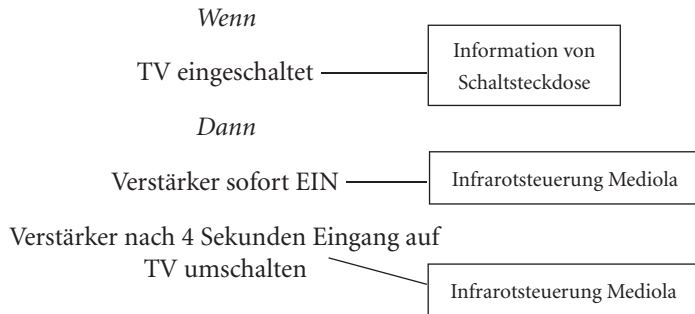 Wenn
TV eingeschaltet
Information von
Schaltsteckdose
Dann
Verstärker sofort EIN
Infrarotsteuerung Mediola
Verstärker nach 4 Sekunden Eingang auf
TV umschalten
Infrarotsteuerung Mediola